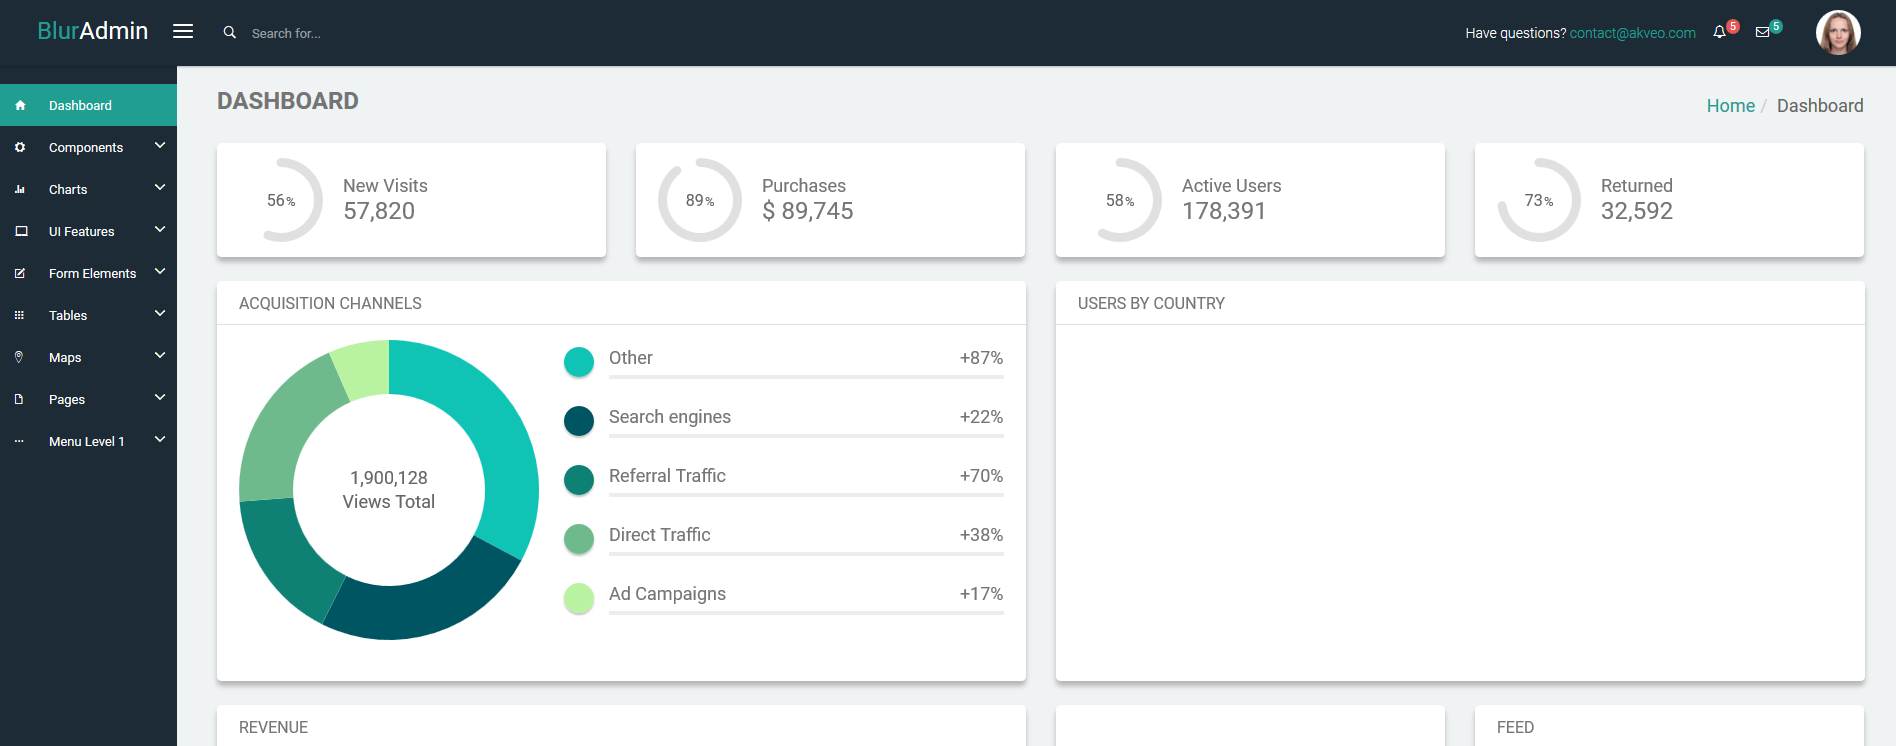 BlurAdmin
Search for...
Have questions? contact@akveo.com
5
5
Dashboard
Components
Charts
UI Features
Form Elements
Tables
Maps
Pages
Menu Level 1
DASHBOARD
Home / Dashboard
56%
New Visits
57,820
89%
Purchases
$ 89,745
58%
Active Users
178,391
73%
Returned
32,592
ACQUISITION CHANNELS
1,900,128
Views Total
Other +87%
Search engines +22%
Referral Traffic +70%
Direct Traffic +38%
Ad Campaigns +17%
USERS BY COUNTRY
REVENUE
FEED